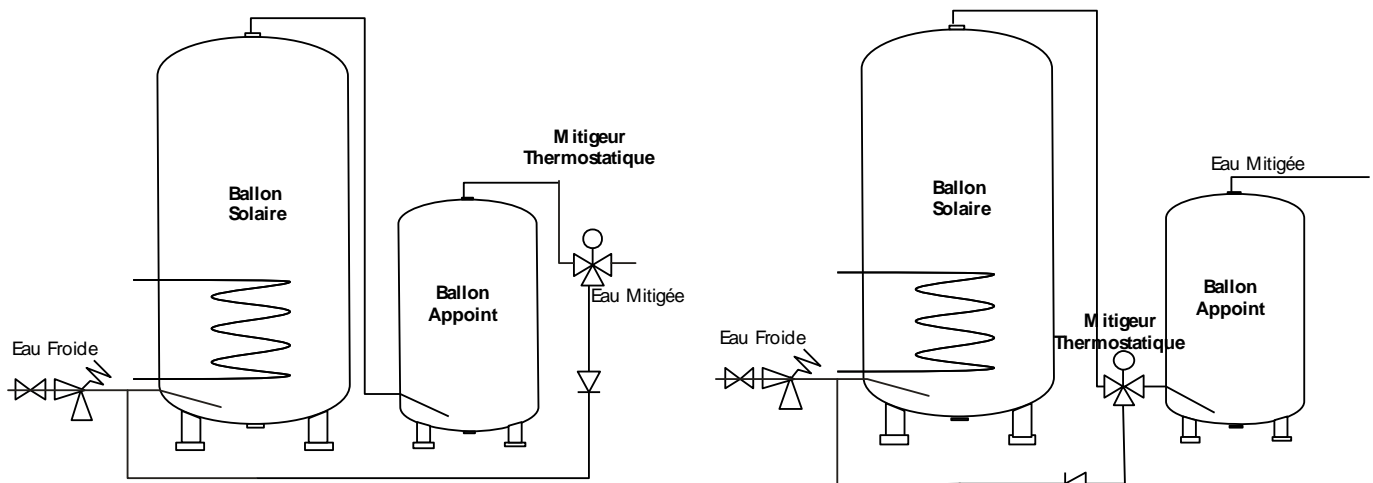 Mitigeur
Thermostatique
Ballon
Solaire
Ballon
Appoint
Eau Mitigée
Eau Froide
Eau Mitigée
Ballon
Solaire
Ballon
Appoint
Mitigeur
Thermostatique
Eau Froide